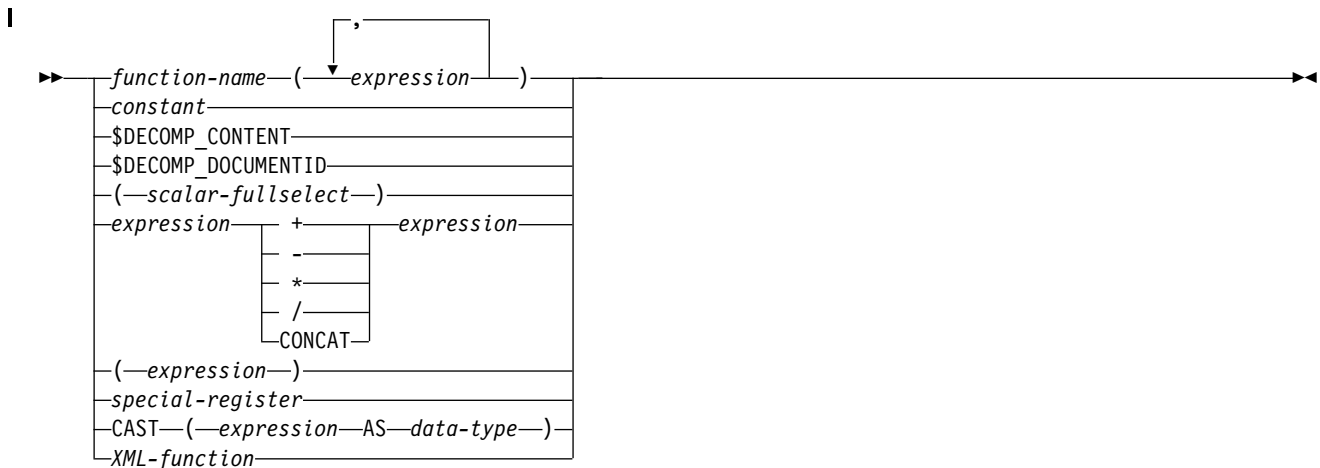 ,
function-name ( expression )
constant
$DECOMP_CONTENT
$DECOMP_DOCUMENTID
( scalar-fullselect )
expression + expression
-
*
/
CONCAT
( expression )
special-register
CAST ( expression AS data-type )
XML-function